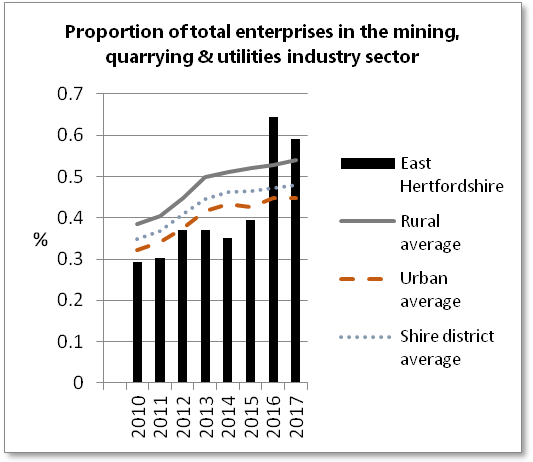 Proportion of total enterprises in the mining,
quarrying & utilities industry sector
0.7
0.6
0.5
0.4
0.3
0.2
0.1
0
%
2010
2011
2012
2013
2014
2015
2016
2017
East
Hertfordshire
Rural
average
Urban
average
Shire district
average